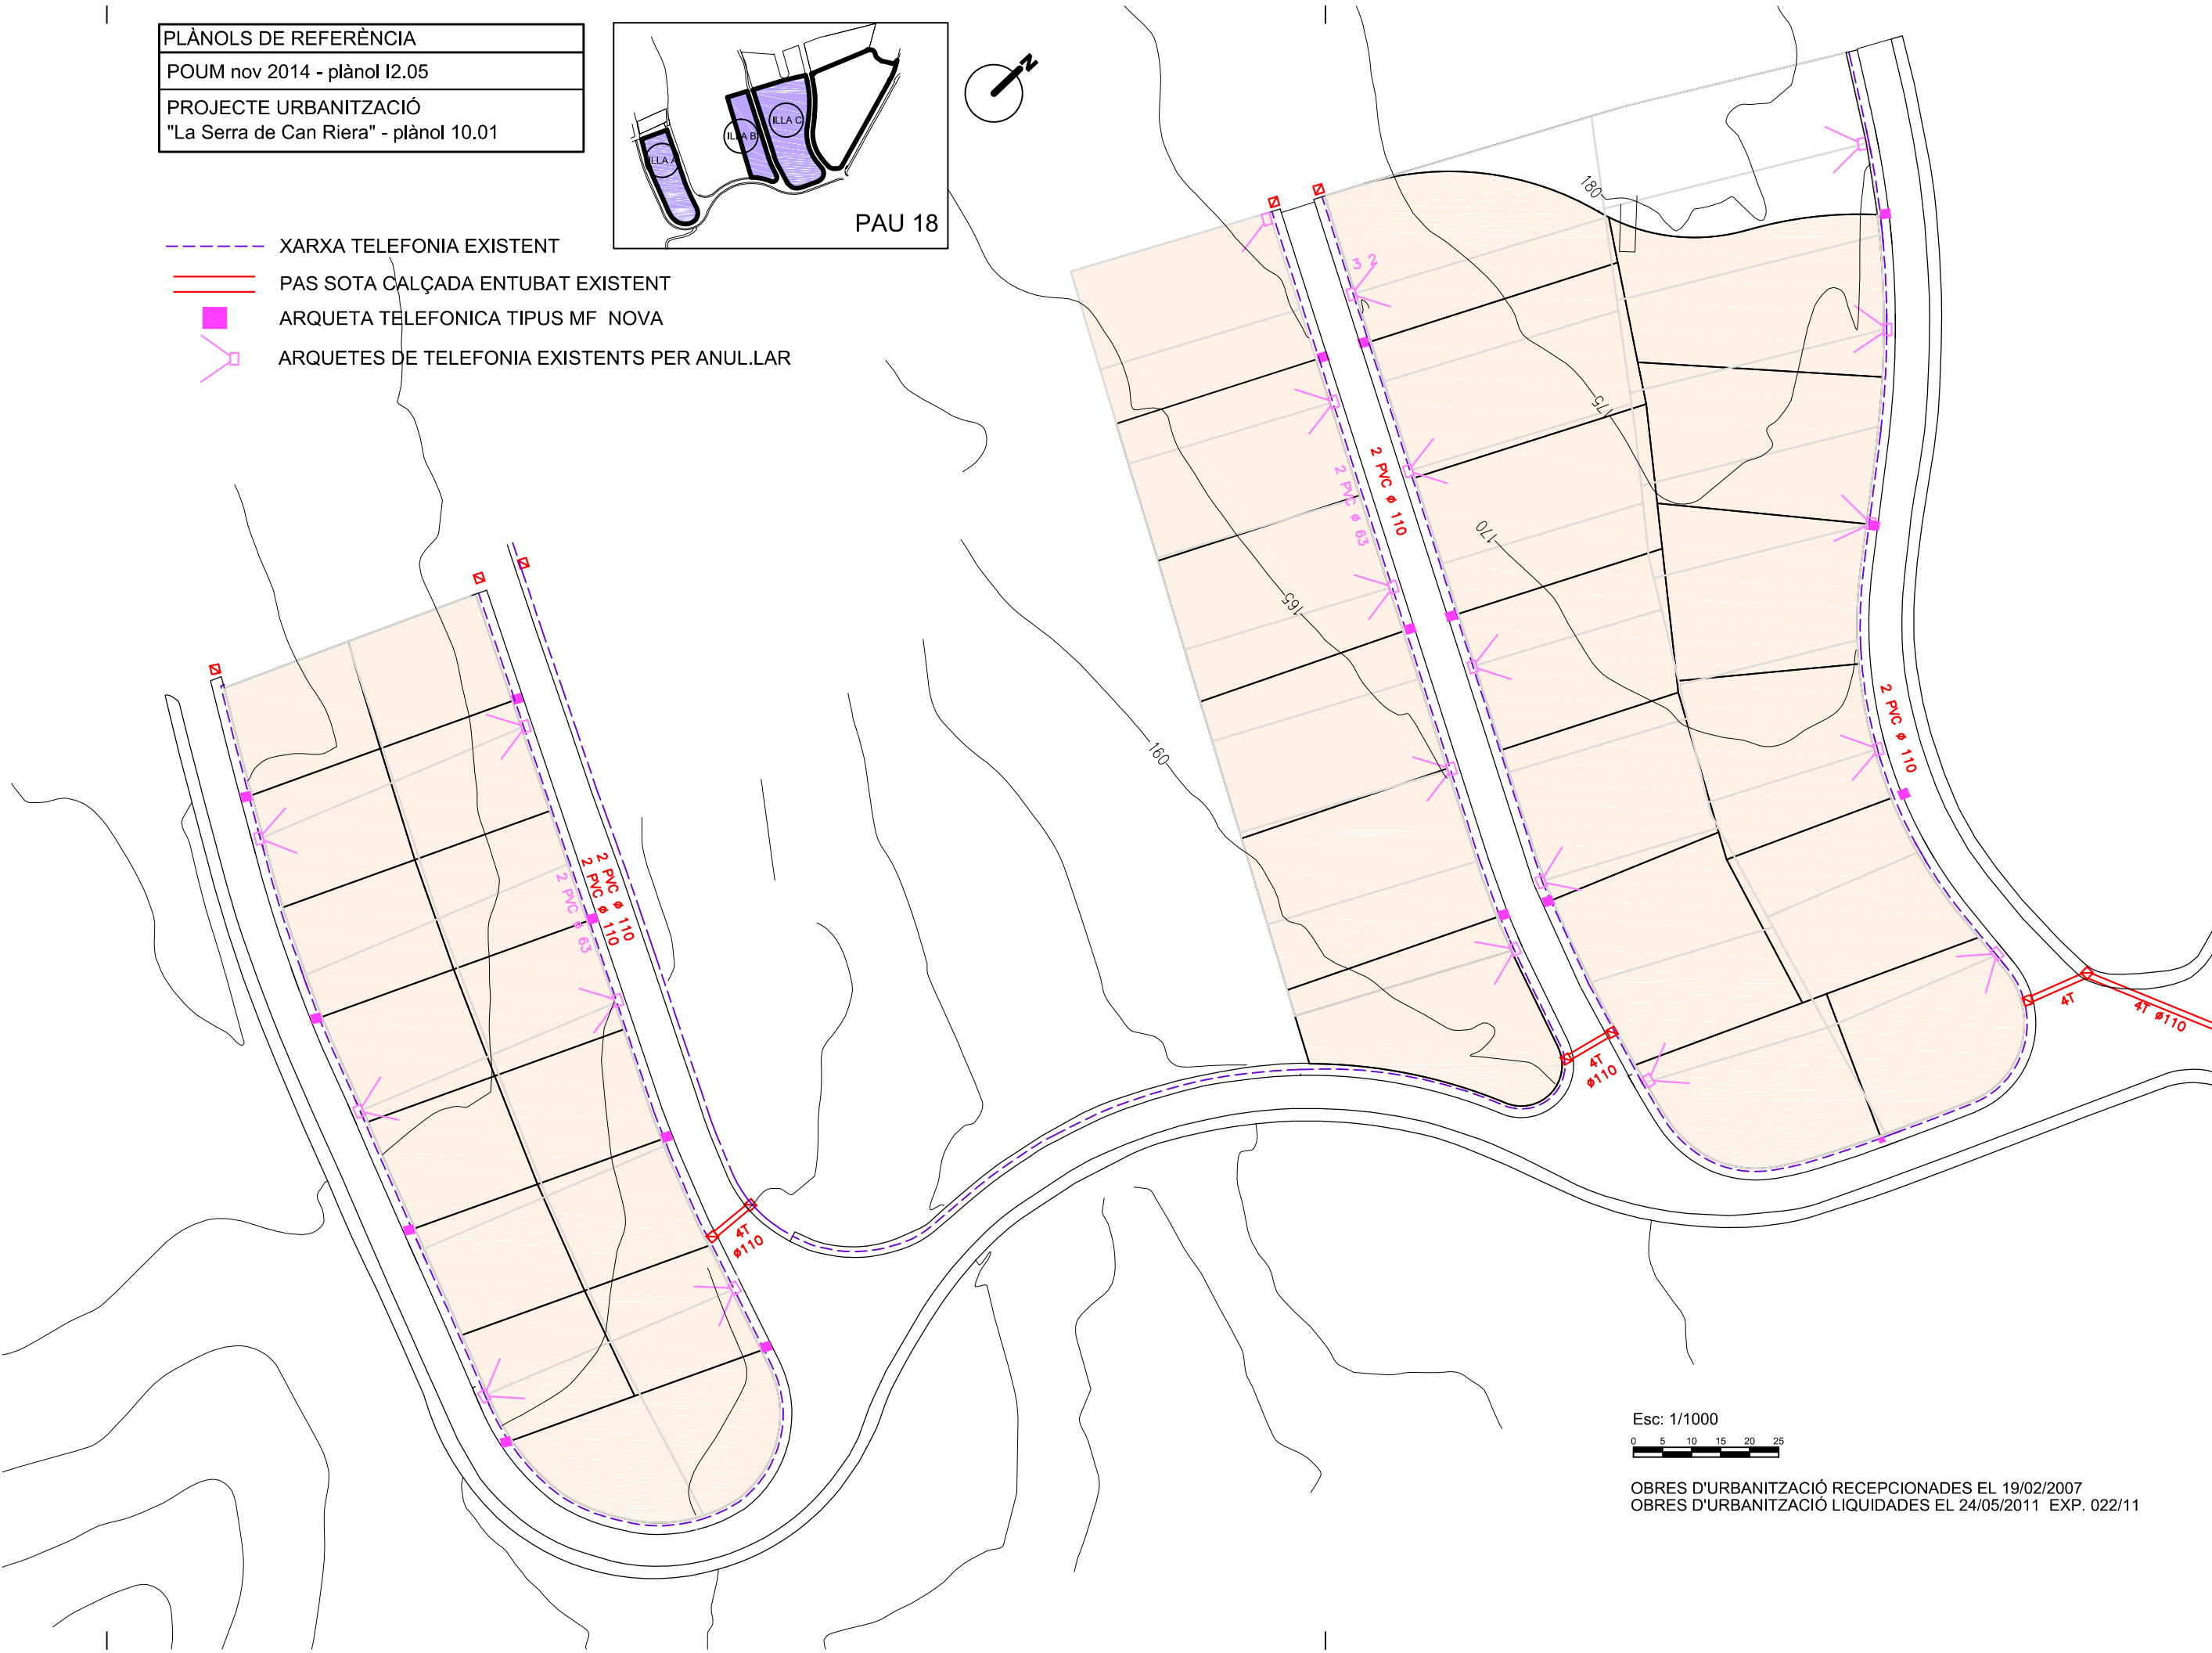 PLÀNOLS DE REFERÈNCIA
POUM nov 2014 - plànol I2.05
PROJECTE URBANITZACIÓ
"La Serra de Can Riera" - plànol 10.01
ILLA A
ILLA B
ILLA C
PAU 18
N
XARXA TELEFONIA EXISTENT
PAS SOTA CALÇADA ENTUBAT EXISTENT
ARQUETA TELEFONICA TIPUS MF NOVA
ARQUETES DE TELEFONIA EXISTENTS PER ANUL.LAR
180
3 2
175
2 PVC ø 110
2 PVC ø 63
170
165
160
2 PVC ø 110
2 PVC ø 110
2 PVC ø 110
2 PVC ø 63
4T
4T ø110
4T
ø110
4T
ø110
Esc: 1/1000
0 5 10 15 20 25
OBRES D'URBANITZACIÓ RECEPCIONADES EL 19/02/2007
OBRES D'URBANITZACIÓ LIQUIDADES EL 24/05/2011 EXP. 022/11